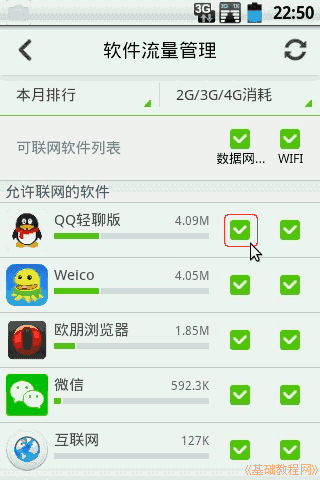 3G 22:50
软件流量管理
本月排行 2G/3G/4G消耗
可联网软件列表 数据网... WIFI
允许联网的软件
QQ轻聊版 4.09M
Weico 4.05M
欧朋浏览器 1.85M
微信 592.3K
互联网 127K
《基础教程网》